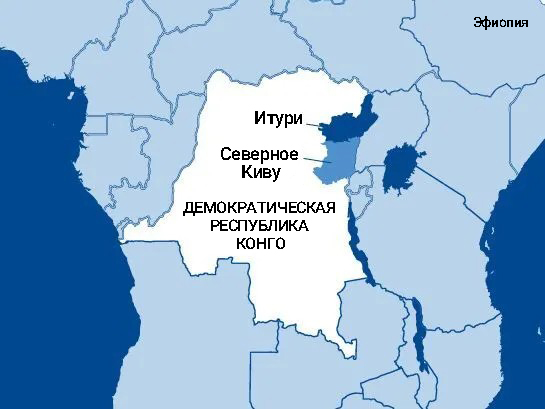 Эфиопия
Итури
Северное
Киву
ДЕМОКРАТИЧЕСКАЯ
РЕСПУБЛИКА
КОНГО